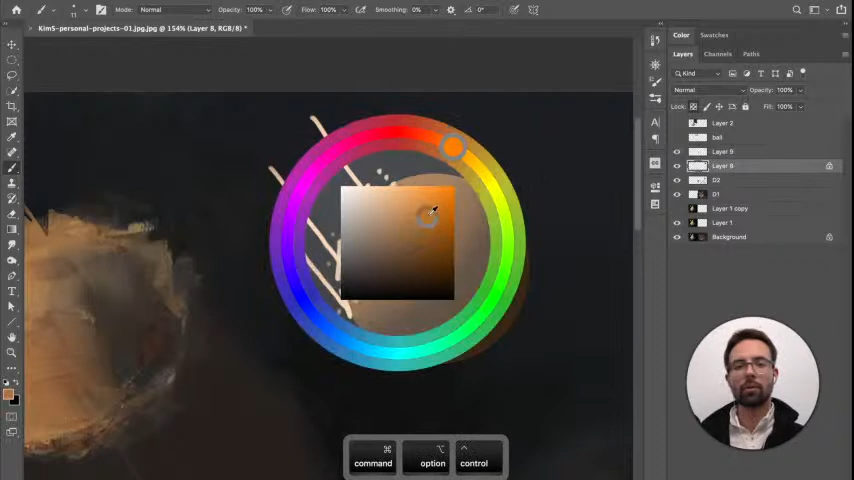 Mode: Normal Opacity: 100% Flow: 100% Smoothing: 0% 0°
× KimS-personal-projects-01.jpg.jpg @ 154% (Layer 8, RGB/8) *
11
Color Swatches
Layers Channels Paths
Kind
Normal Opacity: 100%
Lock: Fill: 100%
Layer 2
ball
Layer 9
Layer 8
D2
D1
Layer 1 copy
Layer 1
Background
⌘ ⌥ ^
command option control